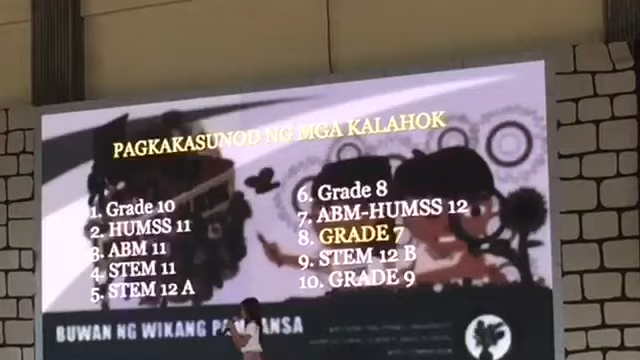 PAGKAKASUNOD NG MGA KALAHOK
1. Grade 10
2. HUMSS 11
3. ABM 11
4. STEM 11
5. STEM 12 A
6. Grade 8
7. ABM-HUMSS 12
8. GRADE 7
9. STEM 12 B
10. GRADE 9
BUWAN NG WIKANG PAMBANSA